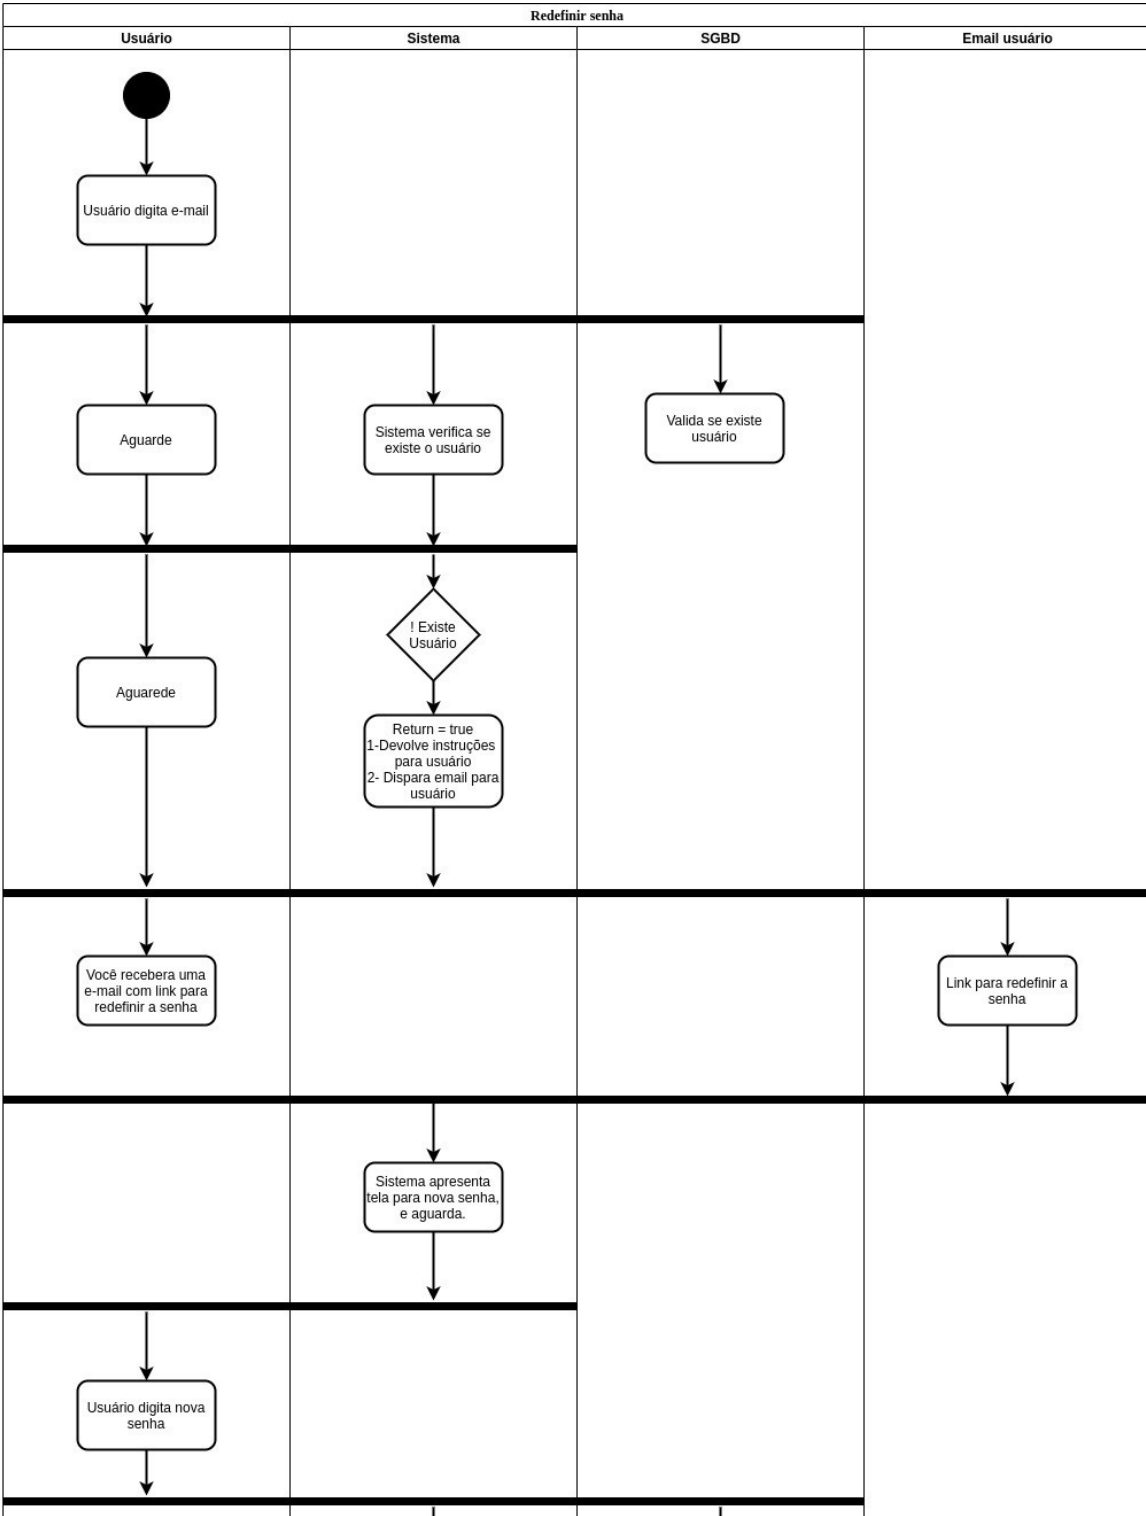 Redefinir senha
Usuário
Sistema
SGBD
Email usuário
Usuário digita e-mail
Aguarde
Sistema verifica se
existe o usuário
Valida se existe
usuário
! Existe
Usuário
Aguarede
Return = true
1-Devolve instruções
para usuário
2- Dispara email para
usuário
Você recebera uma
e-mail com link para
redefinir a senha
Link para redefinir a
senha
Sistema apresenta
tela para nova senha,
e aguarda.
Usuário digita nova
senha